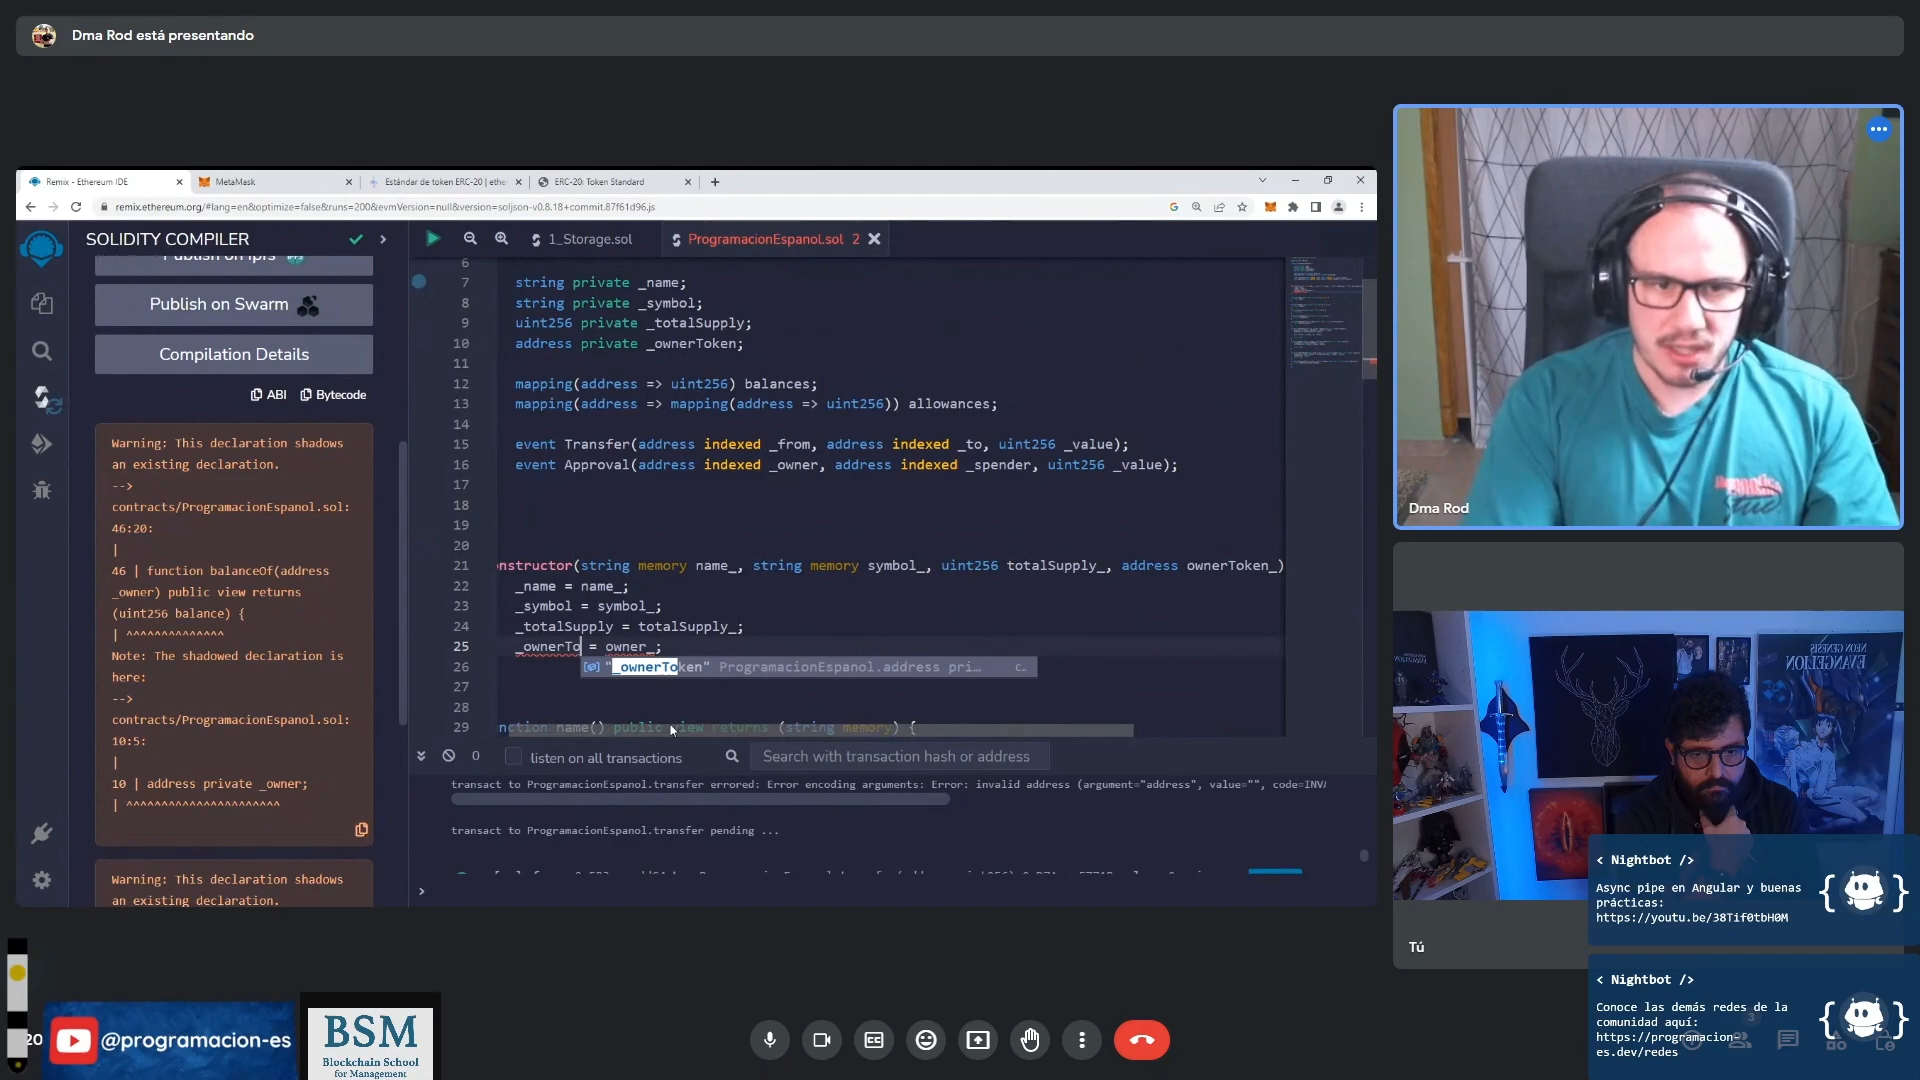 Dma Rod está presentando
Remix - Ethereum IDE
MetaMask
Estándar de token ERC-20 | ethe
ERC-20: Token Standard
remix.ethereum.org/#lang=en&optimize=false&runs=200&evmVersion=null&version=soljson-v0.8.18+commit.87f61d96.js
SOLIDITY COMPILER
Publish on Ipfs
Publish on Swarm
Compilation Details
ABI
Bytecode
Warning: This declaration shadows
an existing declaration.
-->
contracts/ProgramacionEspanol.sol:
46:20:
|
46 | function balanceOf(address
_owner) public view returns
(uint256 balance) {
| ^^^^^^^^^^^^^^
Note: The shadowed declaration is
here:
-->
contracts/ProgramacionEspanol.sol:
10:5:
|
10 | address private _owner;
| ^^^^^^^^^^^^^^^^^^^^^^
Warning: This declaration shadows
an existing declaration.
1_Storage.sol
ProgramacionEspanol.sol 2
6
7 string private _name;
8 string private _symbol;
9 uint256 private _totalSupply;
10 address private _ownerToken;
11
12 mapping(address => uint256) balances;
13 mapping(address => mapping(address => uint256)) allowances;
14
15 event Transfer(address indexed _from, address indexed _to, uint256 _value);
16 event Approval(address indexed _owner, address indexed _spender, uint256 _value);
17
18
19
20
21 onstructor(string memory name_, string memory symbol_, uint256 totalSupply_, address ownerToken_)
22 _name = name_;
23 _symbol = symbol_;
24 _totalSupply = totalSupply_;
25 _ownerTo = owner_;
26 "_ownerToken" ProgramacionEspanol.address pri… c…
27
28
29 nction name() public view returns (string memory) {
0
listen on all transactions
Search with transaction hash or address
transact to ProgramacionEspanol.transfer errored: Error encoding arguments: Error: invalid address (argument="address", value="", code=INV
transact to ProgramacionEspanol.transfer pending ...
>
Dma Rod
NEON GENESIS
EVANGELION
Tú
< Nightbot />
Async pipe en Angular y buenas
prácticas:
https://youtu.be/38Tif0tbH0M
< Nightbot />
Conoce las demás redes de la
comunidad aquí:
https://programacion-
es.dev/redes
3
20
@programacion-es
BSM
Blockchain School
for Management